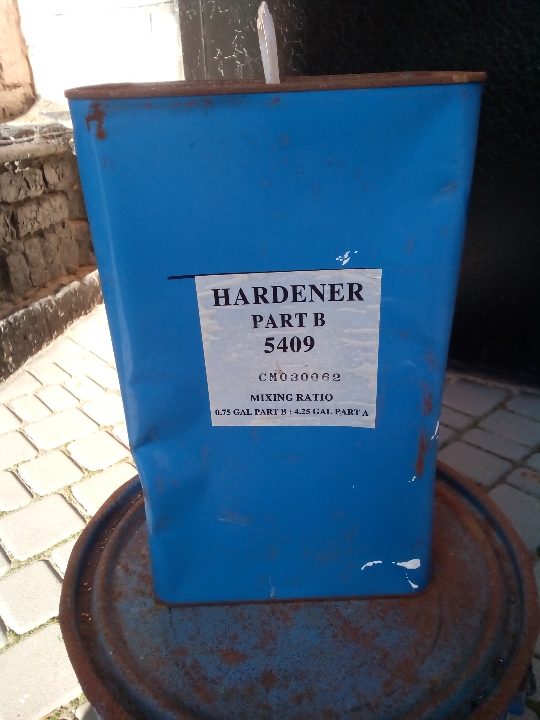 HARDENER
PART B
5409
CM030062
MIXING RATIO
0.75 GAL PART B : 4.25 GAL PART A